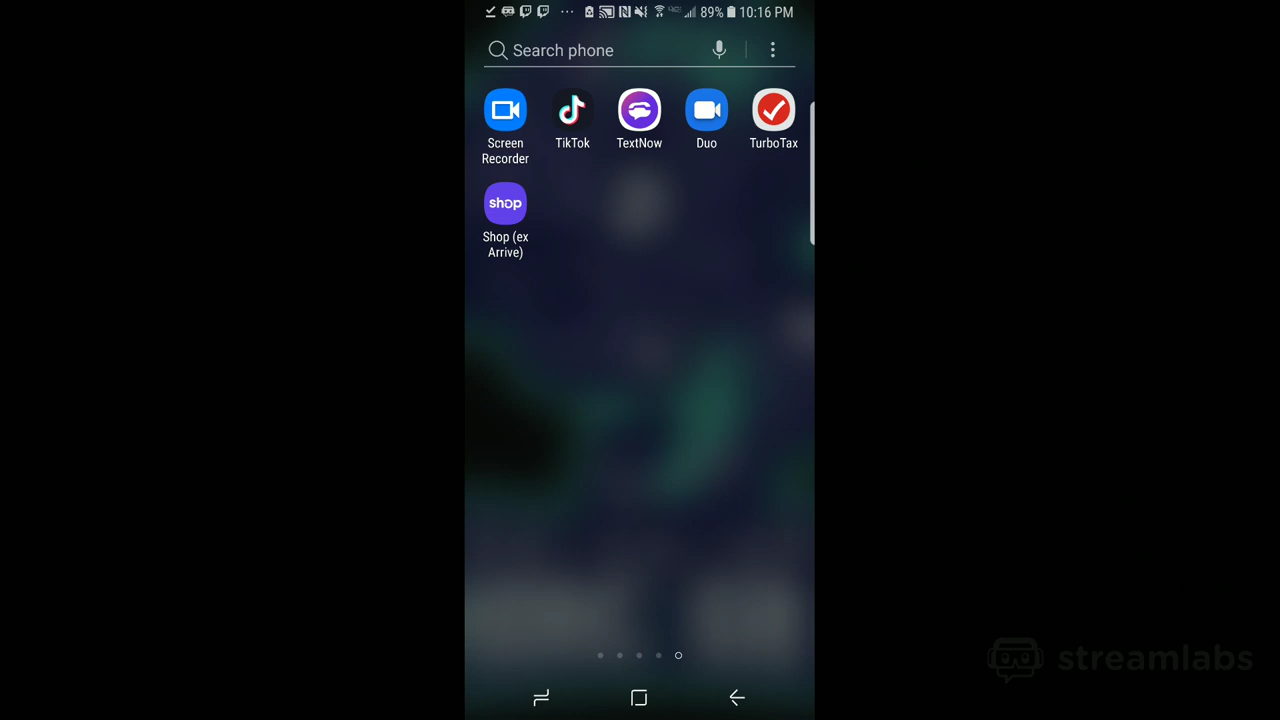 89% 10:16 PM
Search phone
Screen Recorder
TikTok
TextNow
Duo
TurboTax
shop
Shop (ex Arrive)
streamlabs